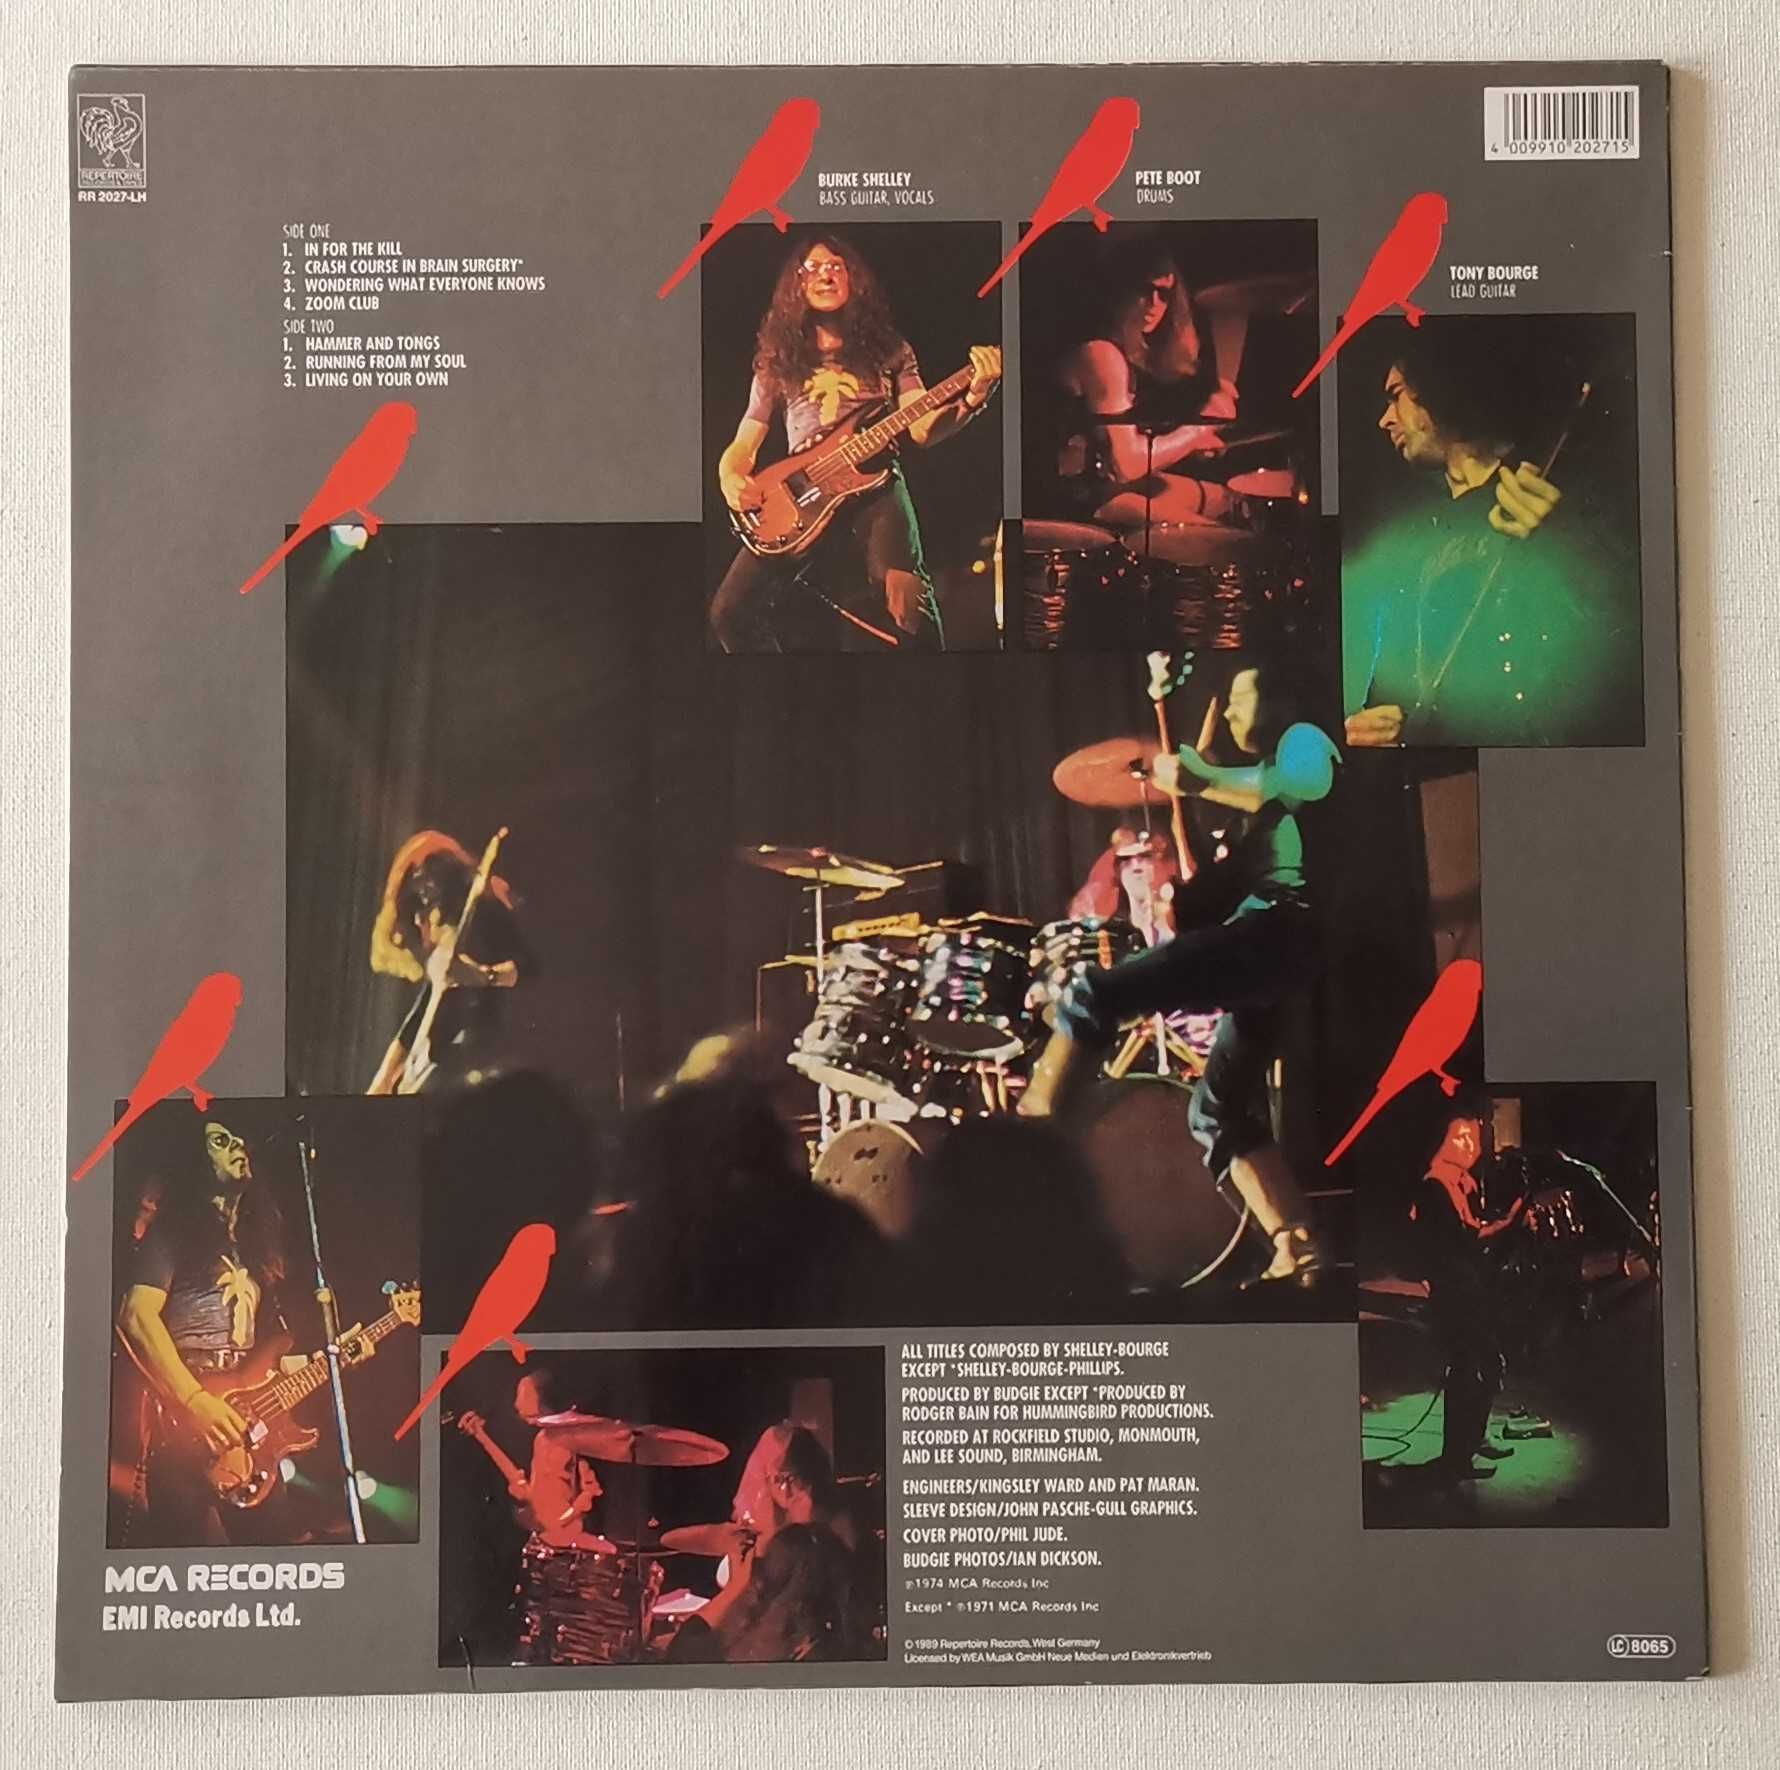 REPERTOIRE
RR 2027-LH
4 009910 202715
BURKE SHELLEY
BASS GUITAR, VOCALS
PETE BOOT
DRUMS
TONY BOURGE
LEAD GUITAR
SIDE ONE
1. IN FOR THE KILL
2. CRASH COURSE IN BRAIN SURGERY*
3. WONDERING WHAT EVERYONE KNOWS
4. ZOOM CLUB
SIDE TWO
1. HAMMER AND TONGS
2. RUNNING FROM MY SOUL
3. LIVING ON YOUR OWN
MCA RECORDS
EMI Records Ltd.
ALL TITLES COMPOSED BY SHELLEY-BOURGE
EXCEPT *SHELLEY-BOURGE-PHILLIPS.
PRODUCED BY BUDGIE EXCEPT *PRODUCED BY
RODGER BAIN FOR HUMMINGBIRD PRODUCTIONS.
RECORDED AT ROCKFIELD STUDIO, MONMOUTH,
AND LEE SOUND, BIRMINGHAM.
ENGINEERS/KINGSLEY WARD AND PAT MARAN.
SLEEVE DESIGN/JOHN PASCHE-GULL GRAPHICS.
COVER PHOTO/PHIL JUDE.
BUDGIE PHOTOS/IAN DICKSON.
℗1974 MCA Records Inc
Except * ℗1971 MCA Records Inc
© 1989 Repertoire Records, West Germany
Licensed by WEA Musik GmbH Neue Medien und Elektronikvertrieb
LC 8065